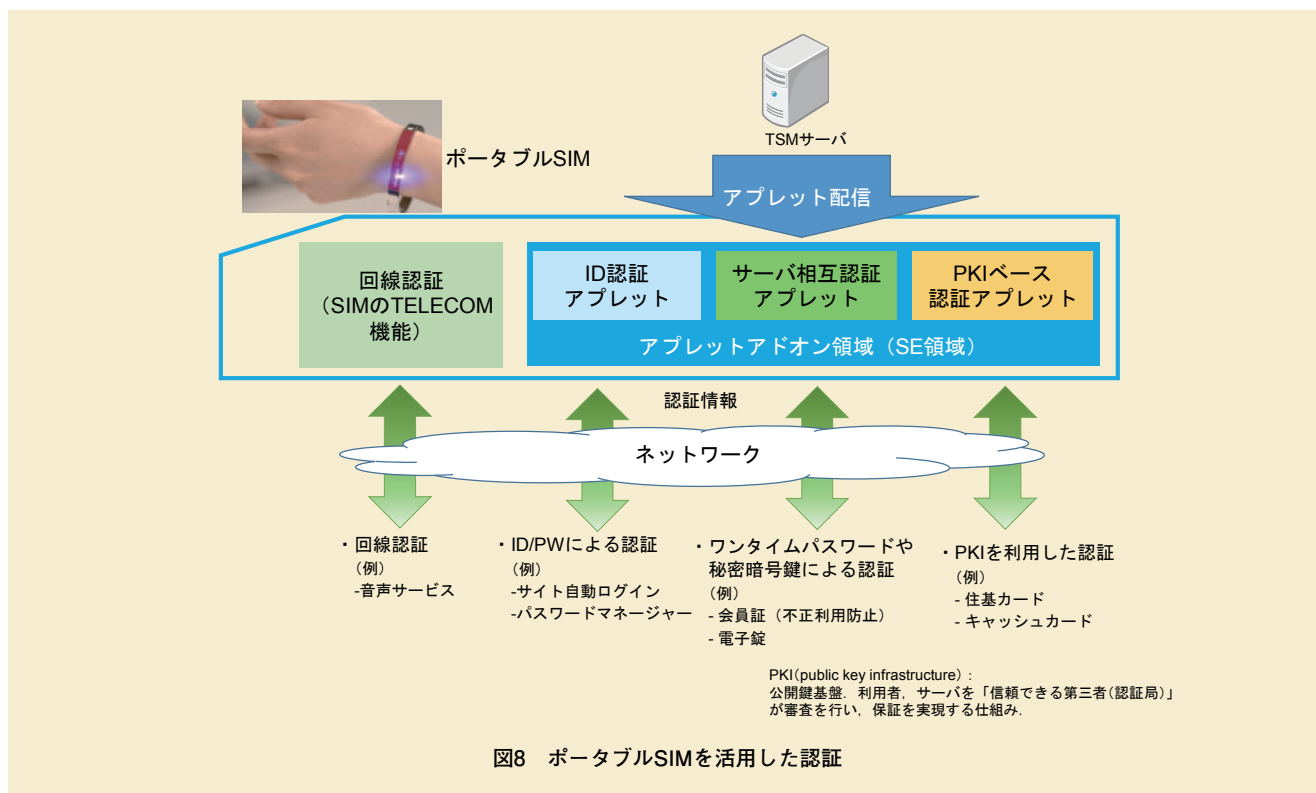 TSMサーバ
ポータブルSIM
アプレット配信
回線認証
（SIMのTELECOM
機能）
ID認証
アプレット
サーバ相互認証
アプレット
PKIベース
認証アプレット
アプレットアドオン領域（SE領域）
認証情報
ネットワーク
・回線認証
（例）
-音声サービス
・ID/PWによる認証
（例）
-サイト自動ログイン
-パスワードマネージャー
・ワンタイムパスワードや
秘密暗号鍵による認証
（例）
- 会員証（不正利用防止）
- 電子錠
・PKIを利用した認証
（例）
- 住基カード
- キャッシュカード
PKI（public key infrastructure）：
公開鍵基盤．利用者，サーバを「信頼できる第三者（認証局）」
が審査を行い，保証を実現する仕組み．
図8　ポータブルSIMを活用した認証